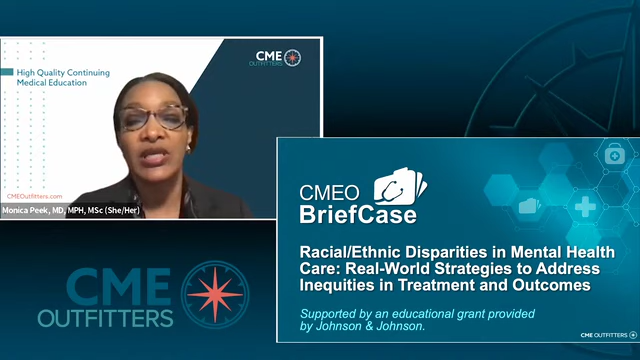 High Quality Continuing
Medical Education
CME
OUTFITTERS
CMEOutfitters.com
Monica Peek, MD, MPH, MSc (She/Her)
CME
OUTFITTERS
CMEO
BriefCase
Racial/Ethnic Disparities in Mental Health
Care: Real-World Strategies to Address
Inequities in Treatment and Outcomes
Supported by an educational grant provided
by Johnson & Johnson.
CME OUTFITTERS